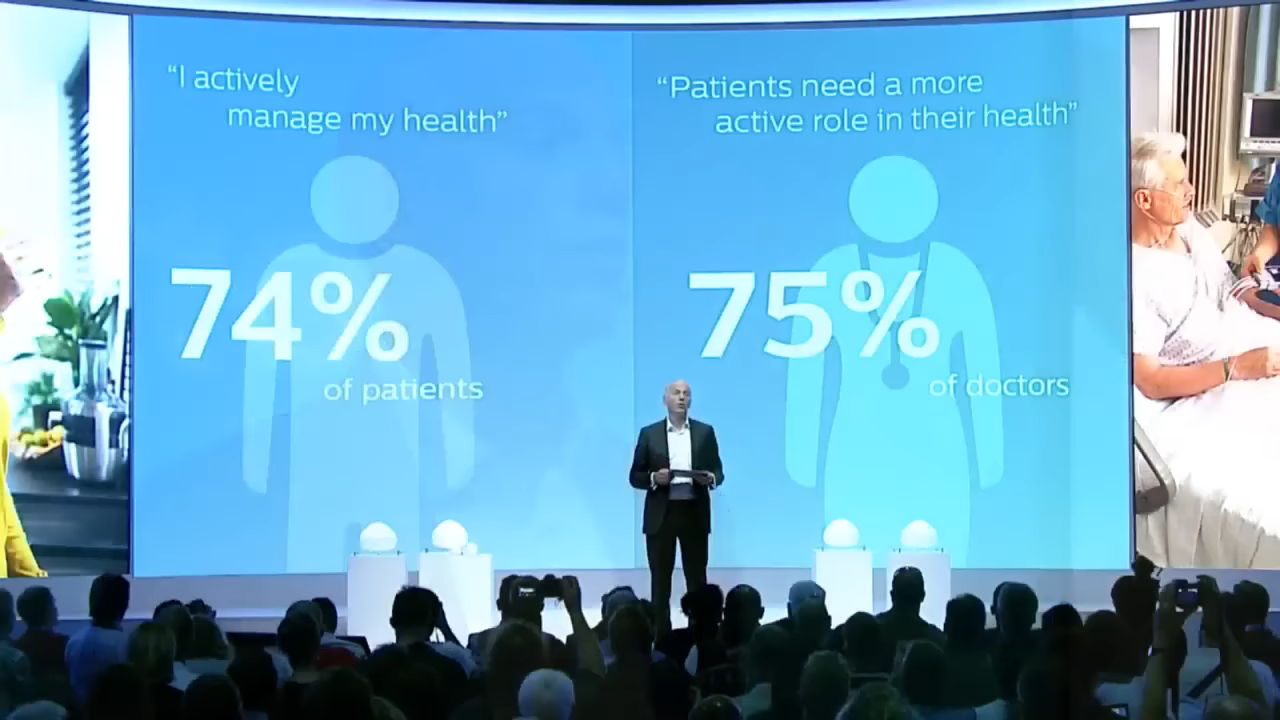 “I actively
manage my health”
74%
of patients
“Patients need a more
active role in their health”
75%
of doctors